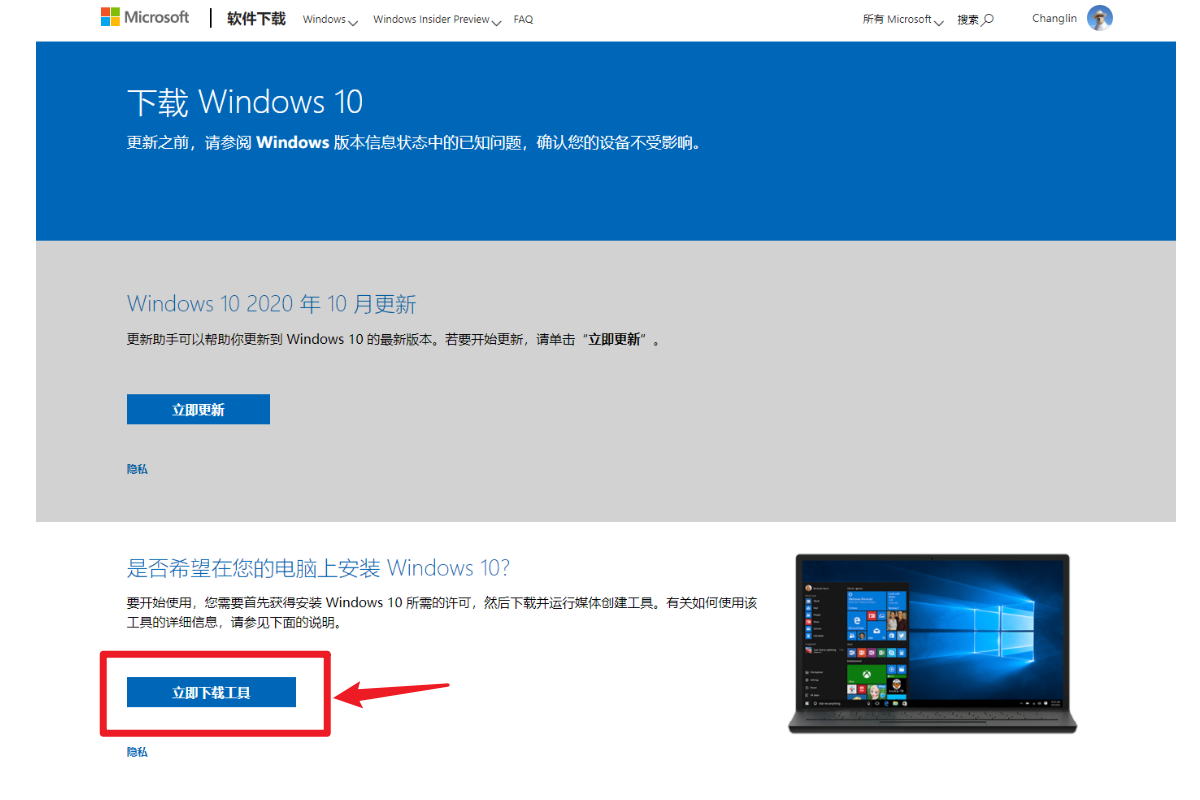 Microsoft 软件下载 Windows Windows Insider Preview FAQ 所有 Microsoft 搜索 Changlin
下载 Windows 10
更新之前，请参阅 Windows 版本信息状态中的已知问题，确认您的设备不受影响。
Windows 10 2020 年 10 月更新
更新助手可以帮助你更新到 Windows 10 的最新版本。若要开始更新，请单击“立即更新”。
立即更新
隐私
是否希望在您的电脑上安装 Windows 10?
要开始使用，您需要首先获得安装 Windows 10 所需的许可，然后下载并运行媒体创建工具。有关如何使用该
工具的详细信息，请参见下面的说明。
立即下载工具
隐私